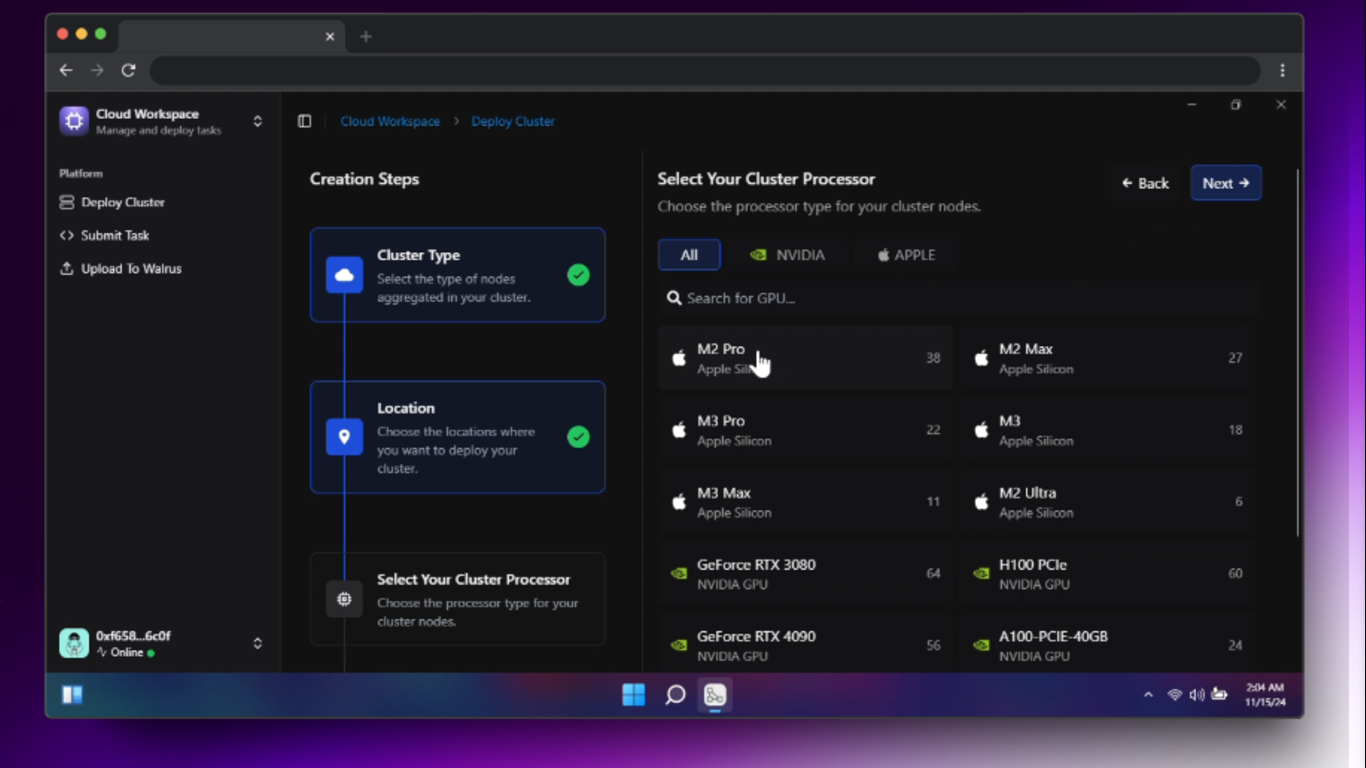 Cloud Workspace
Manage and deploy tasks
Platform
Deploy Cluster
Submit Task
Upload To Walrus
0xf658...6c0f
Online
Cloud Workspace > Deploy Cluster
Creation Steps
Cluster Type
Select the type of nodes
aggregated in your cluster.
Location
Choose the locations where
you want to deploy your
cluster.
Select Your Cluster Processor
Choose the processor type for your
cluster nodes.
Select Your Cluster Processor
Choose the processor type for your cluster nodes.
Back
Next
All
NVIDIA
APPLE
Search for GPU...
M2 Pro
Apple
38
M2 Max
Apple Silicon
27
M3 Pro
Apple Silicon
22
M3
Apple Silicon
18
M3 Max
Apple Silicon
11
M2 Ultra
Apple Silicon
6
GeForce RTX 3080
NVIDIA GPU
64
H100 PCIe
NVIDIA GPU
60
GeForce RTX 4090
NVIDIA GPU
56
A100-PCIE-40GB
NVIDIA GPU
24
2:04 AM
11/15/24